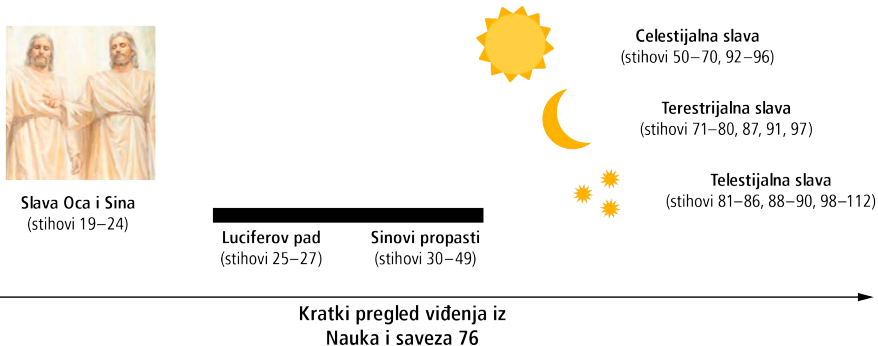 Slava Oca i Sina
(stihovi 19–24)
Luciferov pad
(stihovi 25–27)
Sinovi propasti
(stihovi 30–49)
Celestijalna slava
(stihovi 50–70, 92–96)
Terestrijalna slava
(stihovi 71–80, 87, 91, 97)
Telestijalna slava
(stihovi 81–86, 88–90, 98–112)
Kratki pregled viđenja iz
Nauka i saveza 76